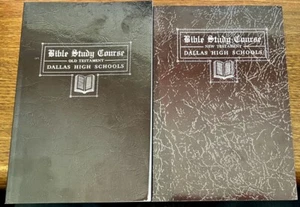 Bible Study Course
OLD TESTAMENT
DALLAS HIGH SCHOOLS
Bible Study Course
NEW TESTAMENT
DALLAS HIGH SCHOOLS